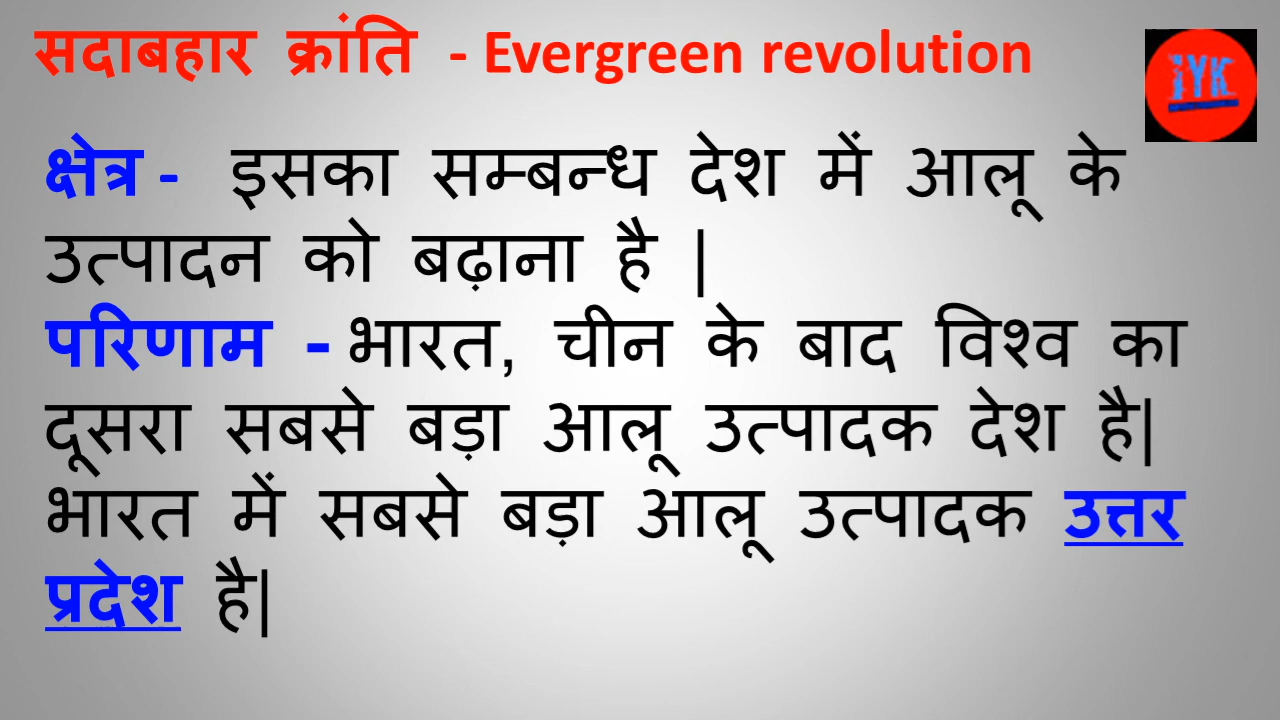 सदाबहार क्रांति - Evergreen revolution
iYK
क्षेत्र - इसका सम्बन्ध देश में आलू के
उत्पादन को बढ़ाना है |
परिणाम - भारत, चीन के बाद विश्व का
दूसरा सबसे बड़ा आलू उत्पादक देश है|
भारत में सबसे बड़ा आलू उत्पादक उत्तर
प्रदेश है|